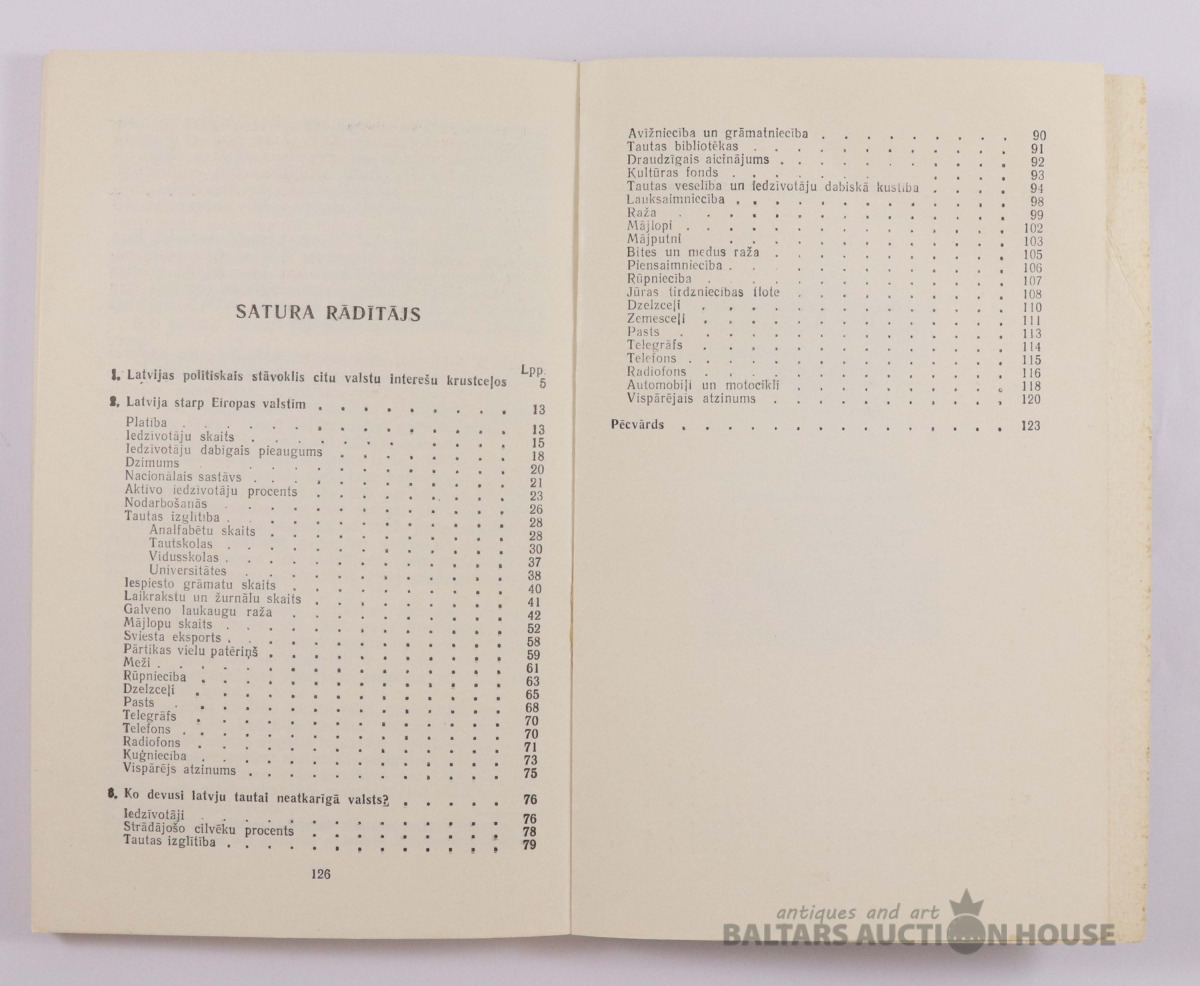 SATURA RĀDĪTĀJS
Lpp.
1. Latvijas politiskais stāvoklis citu valstu interešu krustceļos 5
2. Latvija starp Eiropas valstīm . . . . . . . . . 13
Platība . . . . . . . . . . . . . . . 13
Iedzīvotāju skaits . . . . . . . . . . . . 15
Iedzīvotāju dabīgais pieaugums . . . . . . . . 18
Dzimums . . . . . . . . . . . . . . 20
Nacionālais sastāvs . . . . . . . . . . . . 21
Aktīvo iedzīvotāju procents . . . . . . . . . 23
Nodarbošanās . . . . . . . . . . . . . 26
Tautas izglītība . . . . . . . . . . . . . 28
Analfabētu skaits . . . . . . . . . . . 28
Tautskolas . . . . . . . . . . . . . 30
Vidusskolas . . . . . . . . . . . . . 37
Universitātes . . . . . . . . . . . . 38
Iespiesto grāmatu skaits . . . . . . . . . . 40
Laikrakstu un žurnālu skaits . . . . . . . . . 41
Galveno laukaugu raža . . . . . . . . . . 42
Mājlopu skaits . . . . . . . . . . . . . 52
Sviesta eksports . . . . . . . . . . . . . 58
Pārtikas vielu patēriņš . . . . . . . . . . . 59
Meži . . . . . . . . . . . . . . . . 61
Rūpniecība . . . . . . . . . . . . . . 63
Dzelzceļi . . . . . . . . . . . . . . 65
Pasts . . . . . . . . . . . . . . . 68
Telegrāfs . . . . . . . . . . . . . . 70
Telefons . . . . . . . . . . . . . . . 70
Radiofons . . . . . . . . . . . . . . 71
Kuģniecība . . . . . . . . . . . . . . 73
Vispārējs atzinums . . . . . . . . . . . . 75
3. Ko devusi latvju tautai neatkarīgā valsts? . . . . . 76
Iedzīvotāji . . . . . . . . . . . . . . 76
Strādājošo cilvēku procents . . . . . . . . . 78
Tautas izglītība . . . . . . . . . . . . . 79
126
Avīžniecība un grāmatniecība . . . . . . . . . 90
Tautas bibliotēkas . . . . . . . . . . . . 91
Draudzīgais aicinājums . . . . . . . . . . . 92
Kultūras fonds . . . . . . . . . . . . 93
Tautas veselība un iedzīvotāju dabiskā kustība . . . . 94
Lauksaimniecība . . . . . . . . . . . . . 98
Raža . . . . . . . . . . . . . . . 99
Mājlopi . . . . . . . . . . . . . . . 102
Mājputni . . . . . . . . . . . . . 103
Bites un medus raža . . . . . . . . . . . 105
Piensaimniecība . . . . . . . . . . . . . 106
Rūpniecība . . . . . . . . . . . . . . 107
Jūras tirdzniecības flote . . . . . . . . . . 108
Dzelzceļi . . . . . . . . . . . . . . 110
Zemesceļi . . . . . . . . . . . . . . 111
Pasts . . . . . . . . . . . . . . . 113
Telegrāfs . . . . . . . . . . . . . . 114
Telefons . . . . . . . . . . . . . . . 115
Radiofons . . . . . . . . . . . . . . 116
Automobiļi un motocikli . . . . . . . . . . 118
Vispārējais atzinums . . . . . . . . . . . 120
Pēcvārds . . . . . . . . . . . . . . . 123
antiques and art
BALTARS AUCTION HOUSE